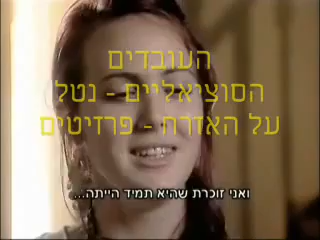 העובדים
הסוציאליים - נטל
על האזרח - פרזיטים
ואני זוכרת שהיא תמיד הייתה...